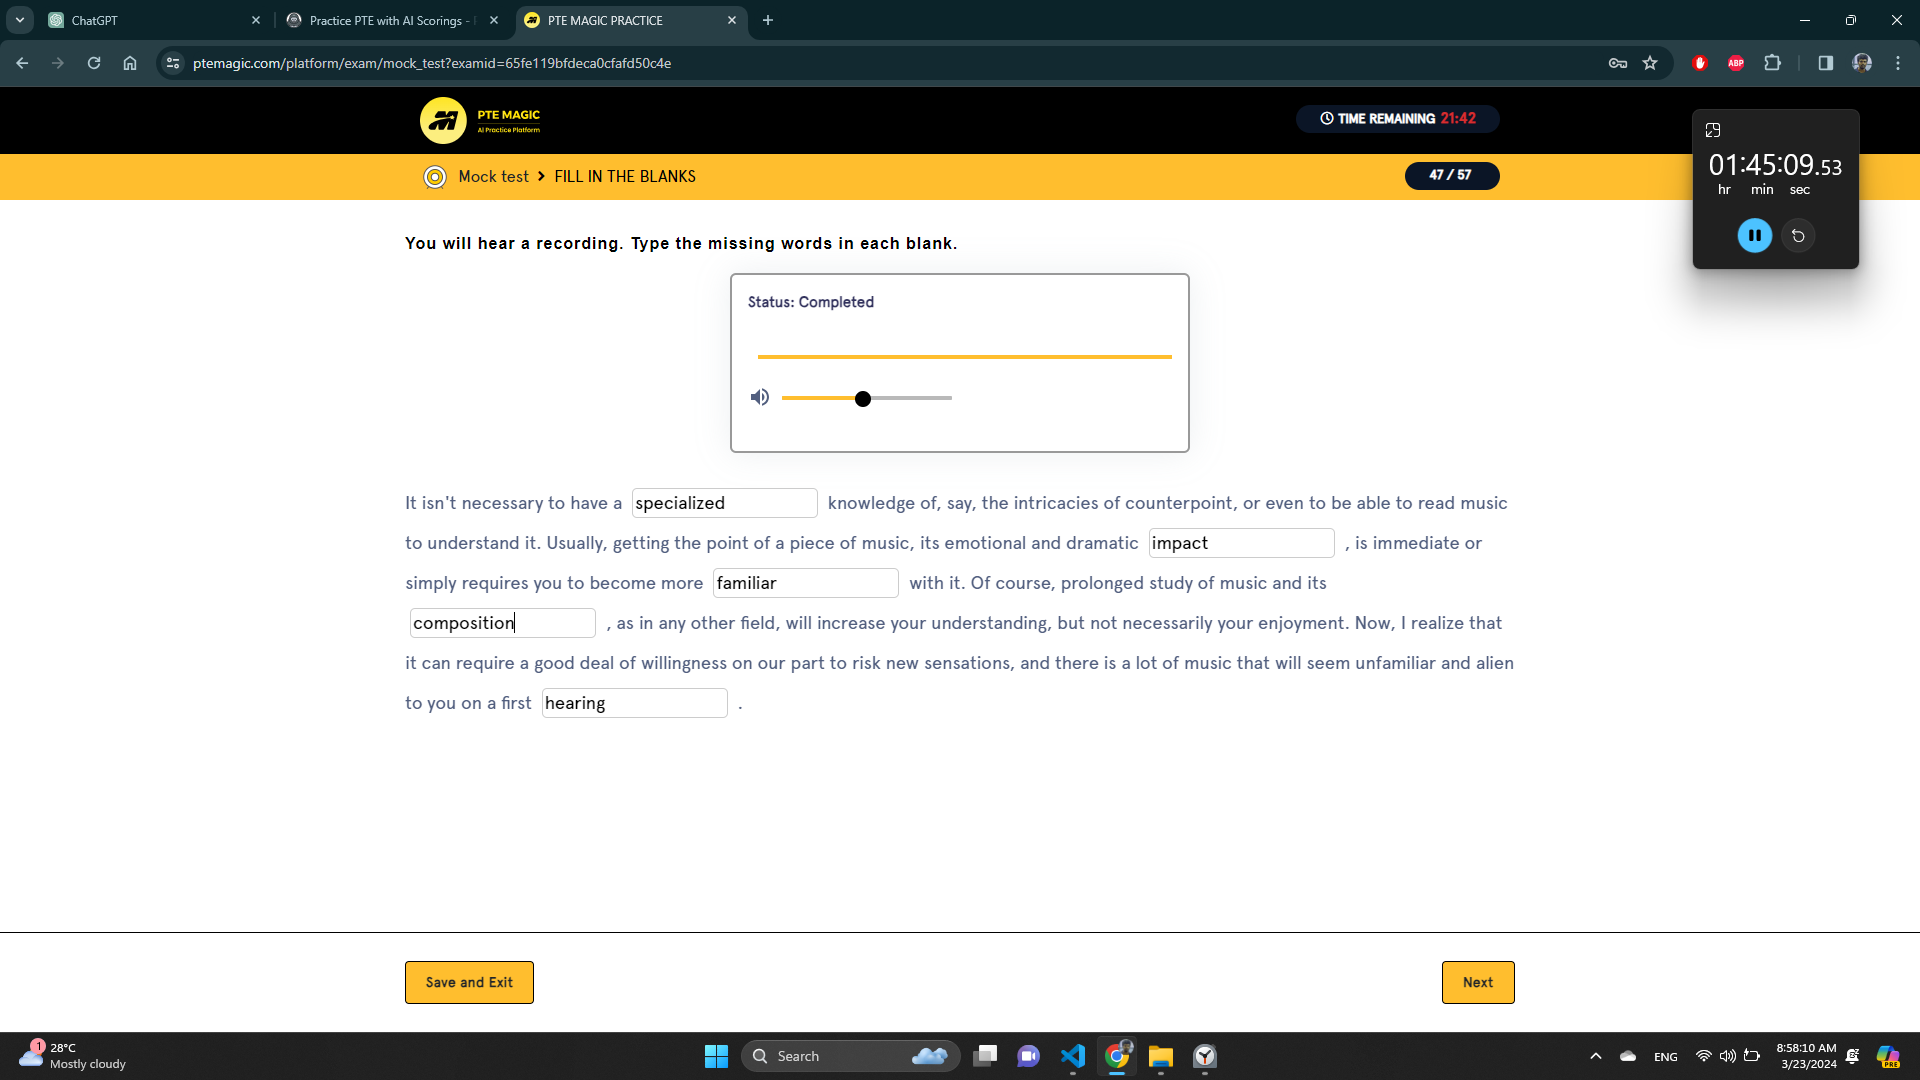 ChatGPT
Practice PTE with AI Scorings -
PTE MAGIC PRACTICE
ptemagic.com/platform/exam/mock_test?examid=65fe119bfdeca0cfafd50c4e
ABP
PTE MAGIC
AI Practice Platform
TIME REMAINING 21:42
Mock test > FILL IN THE BLANKS
47 / 57
01:45:09.53
hr min sec
You will hear a recording. Type the missing words in each blank.
Status: Completed
It isn't necessary to have a specialized knowledge of, say, the intricacies of counterpoint, or even to be able to read music
to understand it. Usually, getting the point of a piece of music, its emotional and dramatic impact , is immediate or
simply requires you to become more familiar with it. Of course, prolonged study of music and its
composition , as in any other field, will increase your understanding, but not necessarily your enjoyment. Now, I realize that
it can require a good deal of willingness on our part to risk new sensations, and there is a lot of music that will seem unfamiliar and alien
to you on a first hearing .
Save and Exit
Next
1
28°C
Mostly cloudy
Search
ENG
8:58:10 AM
3/23/2024
PRE